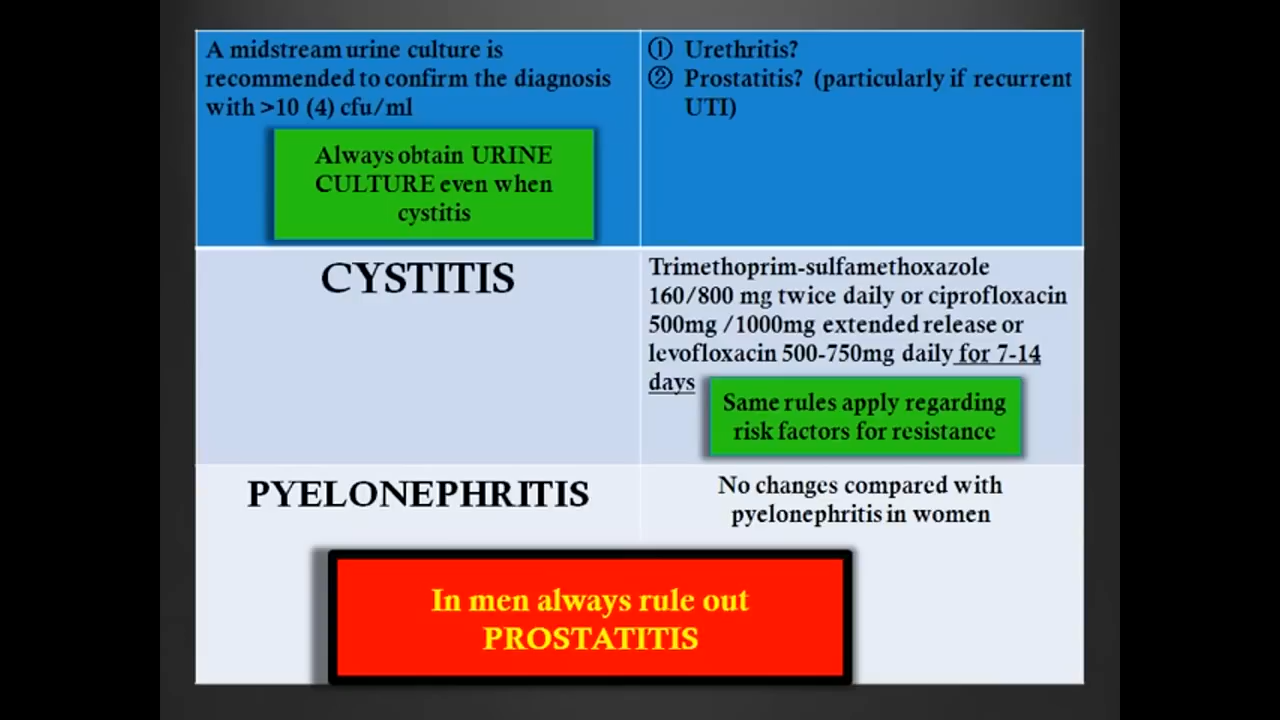 A midstream urine culture is
recommended to confirm the diagnosis
with >10 (4) cfu/ml
Always obtain URINE
CULTURE even when
cystitis
① Urethritis?
② Prostatitis? (particularly if recurrent
UTI)
CYSTITIS
Trimethoprim-sulfamethoxazole
160/800 mg twice daily or ciprofloxacin
500mg /1000mg extended release or
levofloxacin 500-750mg daily for 7-14
days
Same rules apply regarding
risk factors for resistance
PYELONEPHRITIS
No changes compared with
pyelonephritis in women
In men always rule out
PROSTATITIS